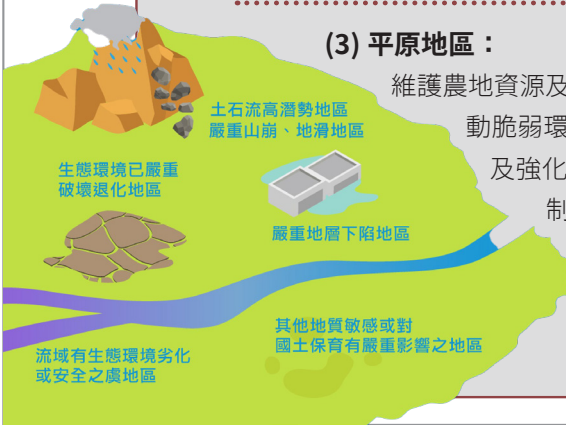 (3) 平原地區：
維護農地資源及
動脆弱環
及強化
制
土石流高潛勢地區
嚴重山崩、地滑地區
生態環境已嚴重
破壞退化地區
嚴重地層下陷地區
其他地質敏感或對
國土保育有嚴重影響之地區
流域有生態環境劣化
或安全之虞地區